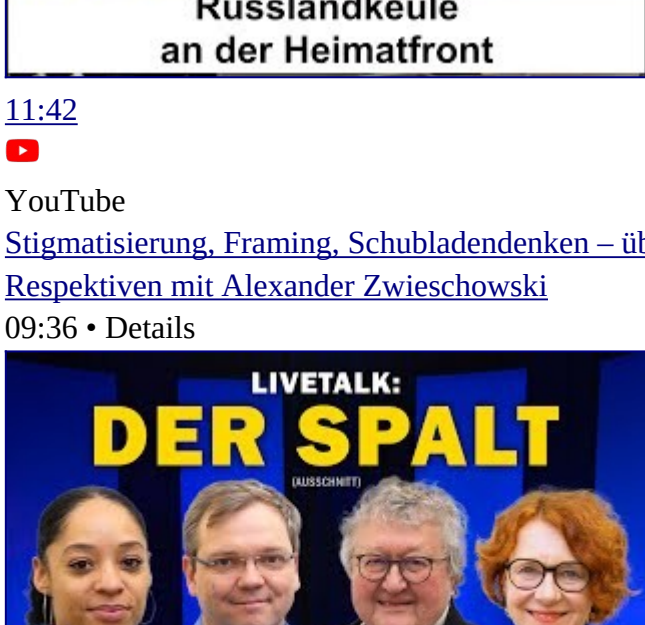 Russlandkeule
an der Heimatfront
11:42
YouTube
Stigmatisierung, Framing, Schubladendenken – üb
Respektiven mit Alexander Zwieschowski
09:36 • Details
LIVETALK:
DER SPALT
(AUSSCHNITT)